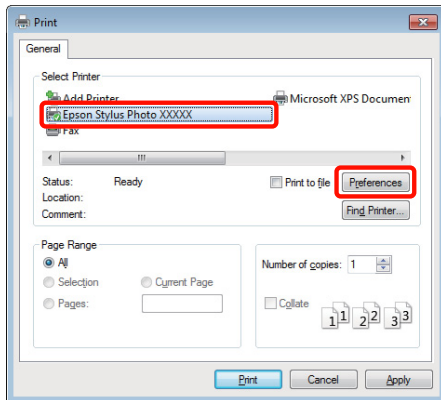 Print
General
Select Printer
Add Printer
Microsoft XPS Documen
Epson Stylus Photo XXXXX
Fax
Status: Ready
Print to file
Preferences
Location:
Comment:
Find Printer...
Page Range
All
Selection
Current Page
Pages:
Number of copies: 1
Collate
1 1 2 2 3 3
Print
Cancel
Apply